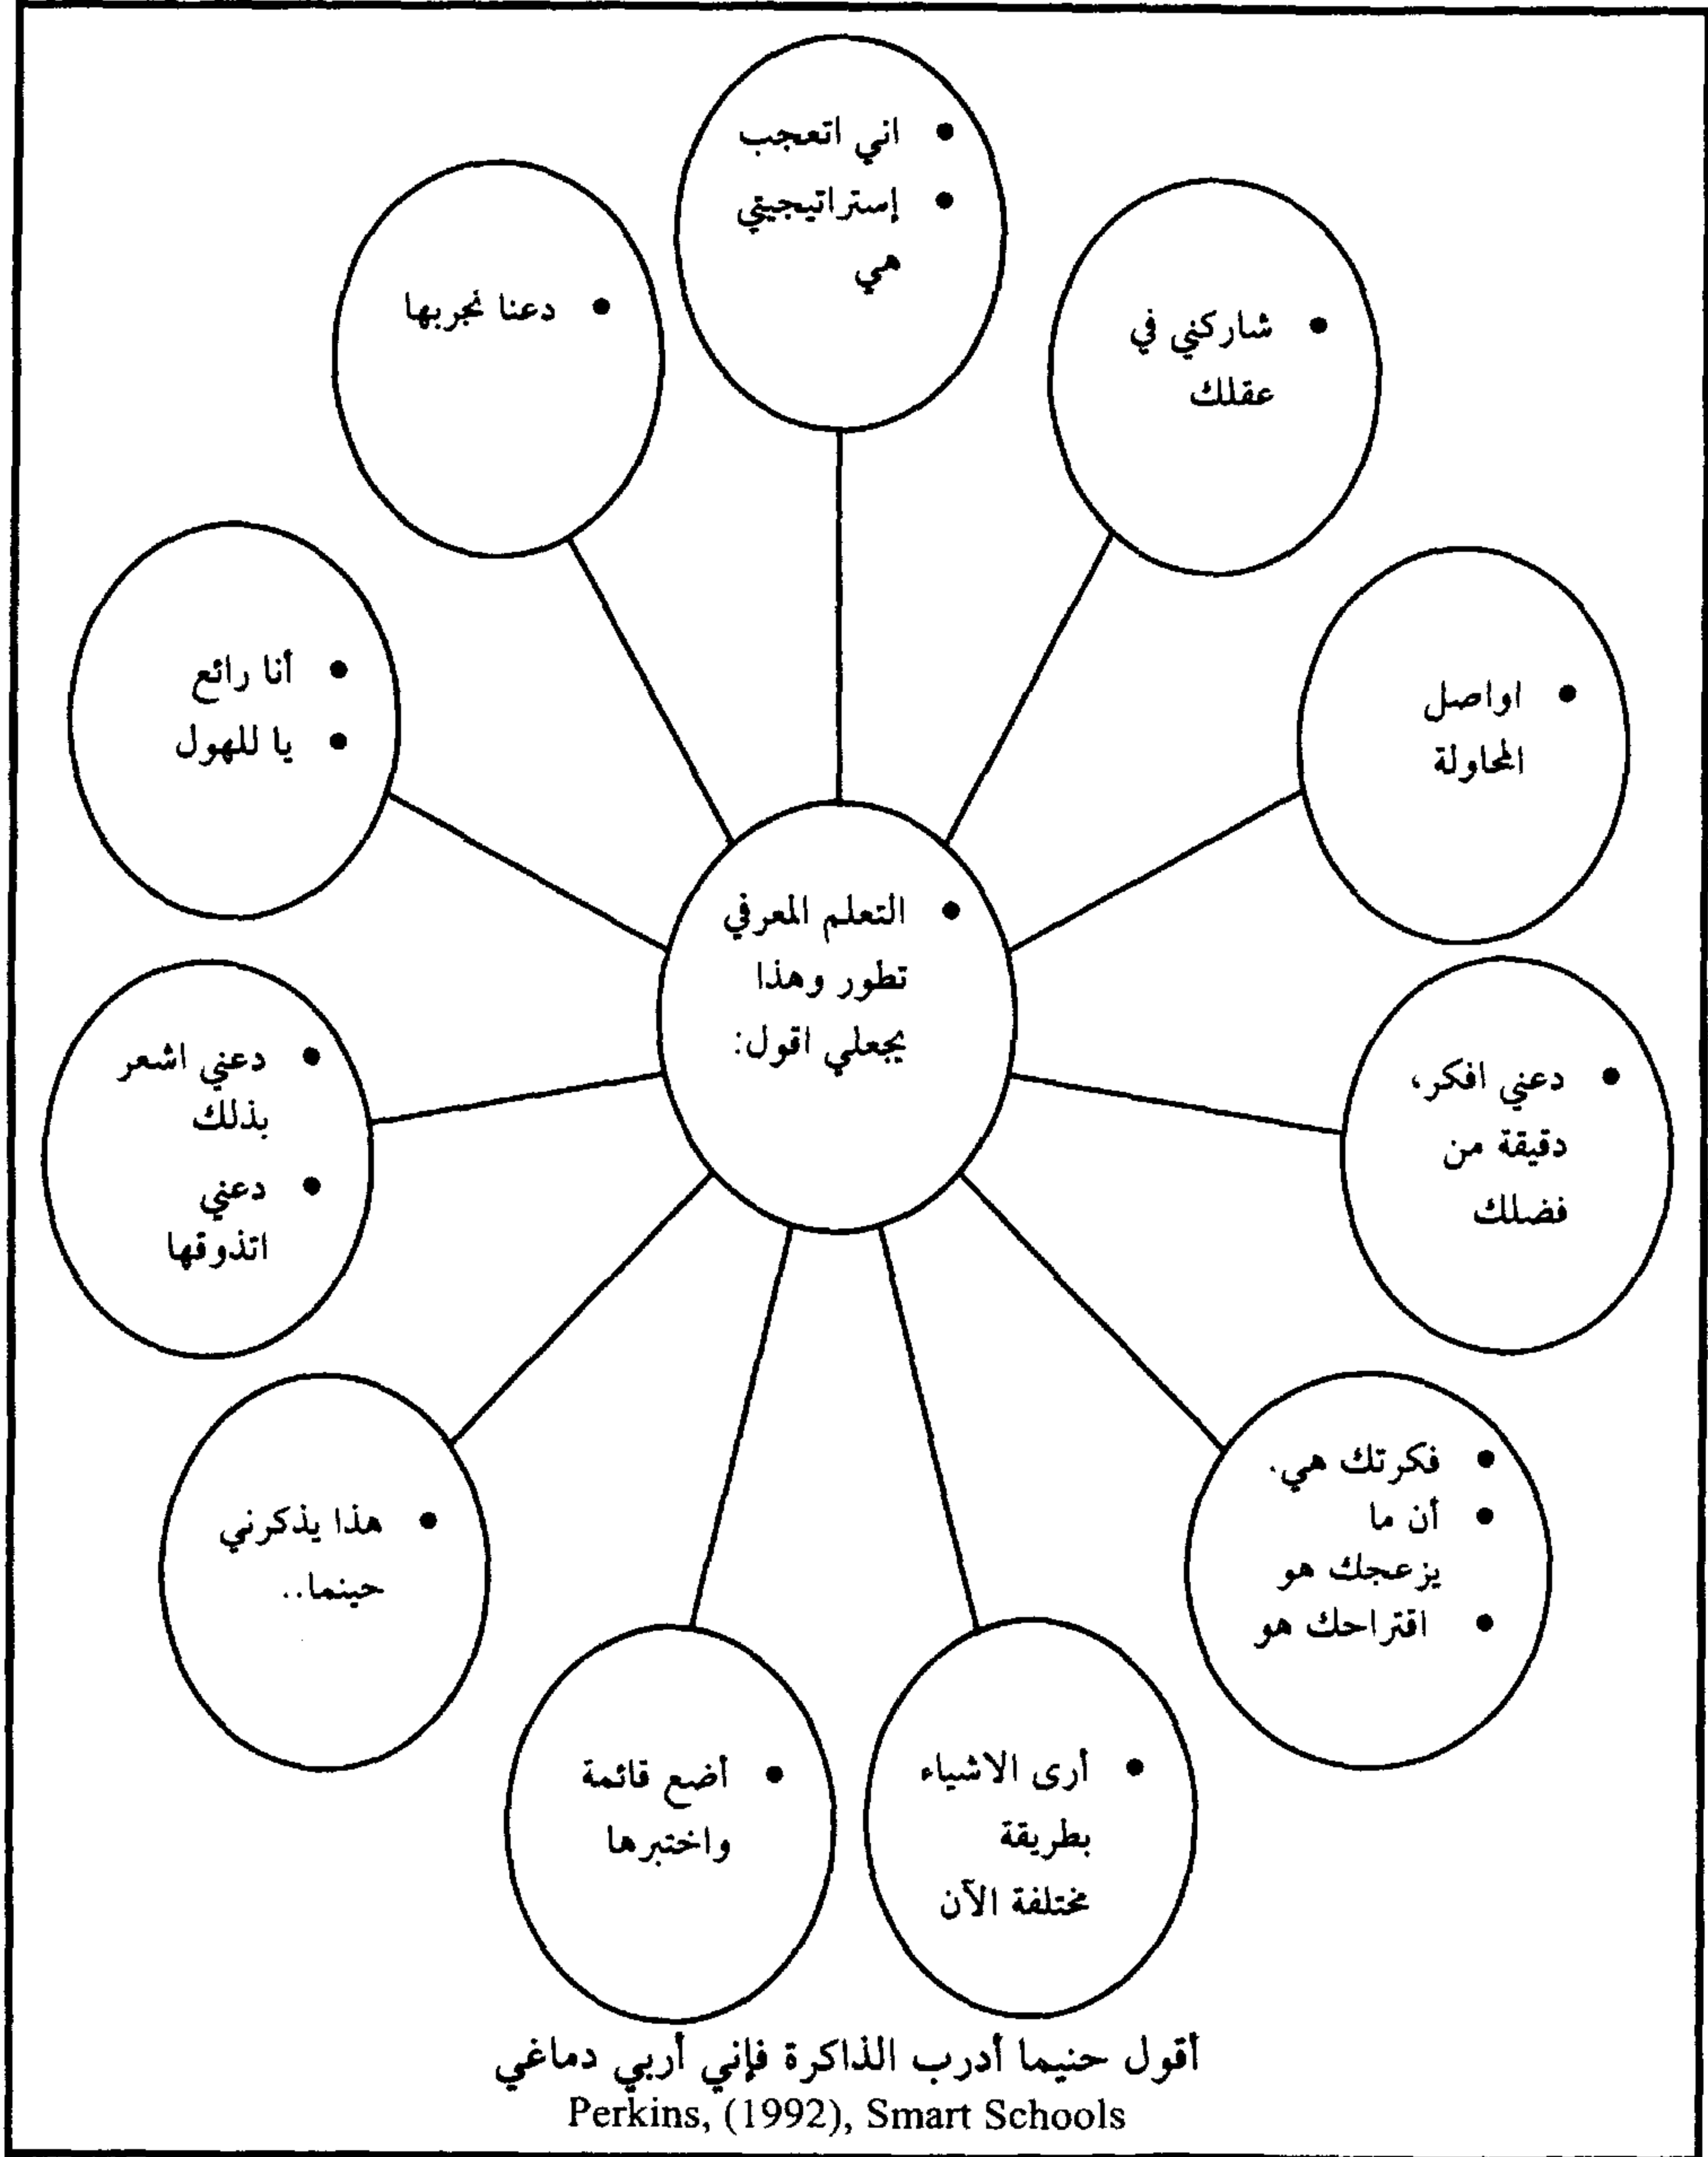 • اني اتعجب
• إستراتيجيتي
هي
• شاركني في
عقلك
• اواصل
المحاولة
• دعني افكر،
دقيقة من
فضلك
• فكرتك هي.
• أن ما
يزعجك هو
• اقتراحك هو
• أرى الاشياء
بطريقة
مختلفة الآن
• أضع قائمة
واختبرها
• هذا يذكرني
حينما..
• دعني اشعر
بذلك
• دعني
اتذوقها
• أنا رائع
• يا للهول
• دعنا نجربها
• التعلم المعرفي
تطور وهذا
يجعلي اقول:
أقول حنيما أدرب الذاكرة فإني أربي دماغي
Perkins, (1992), Smart Schools